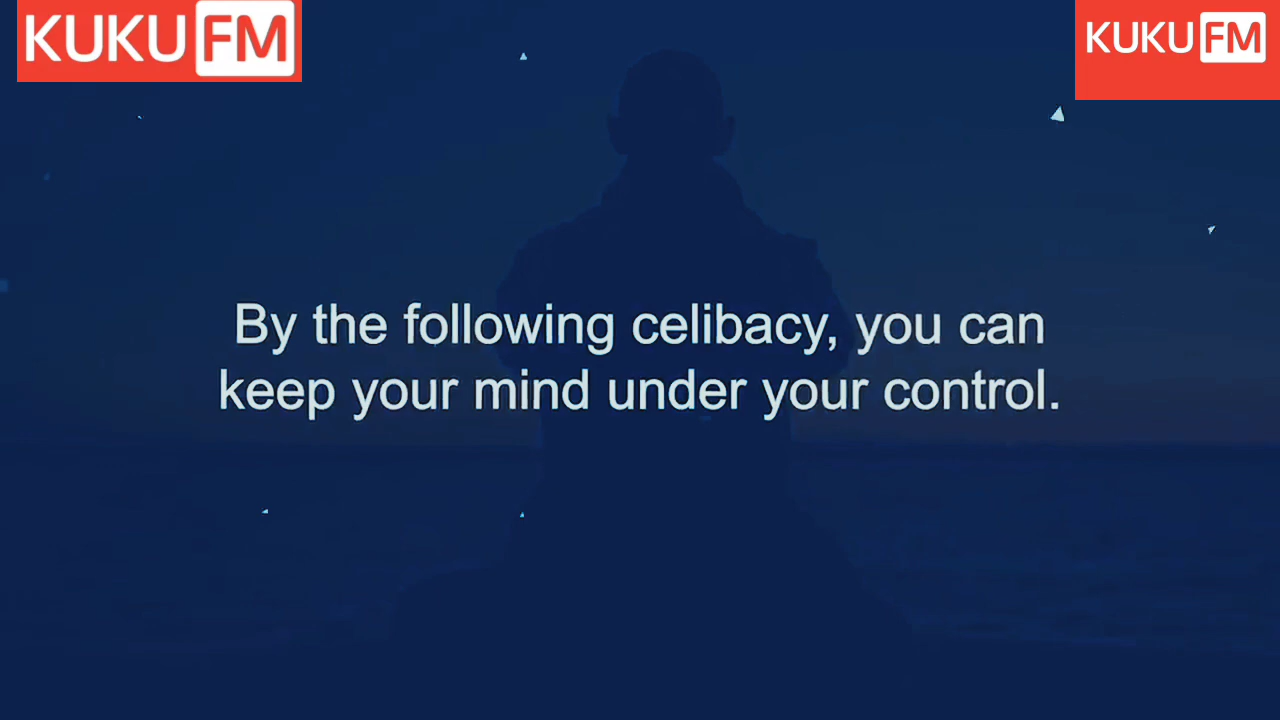 KUKU FM
KUKU FM
By the following celibacy, you can
keep your mind under your control.